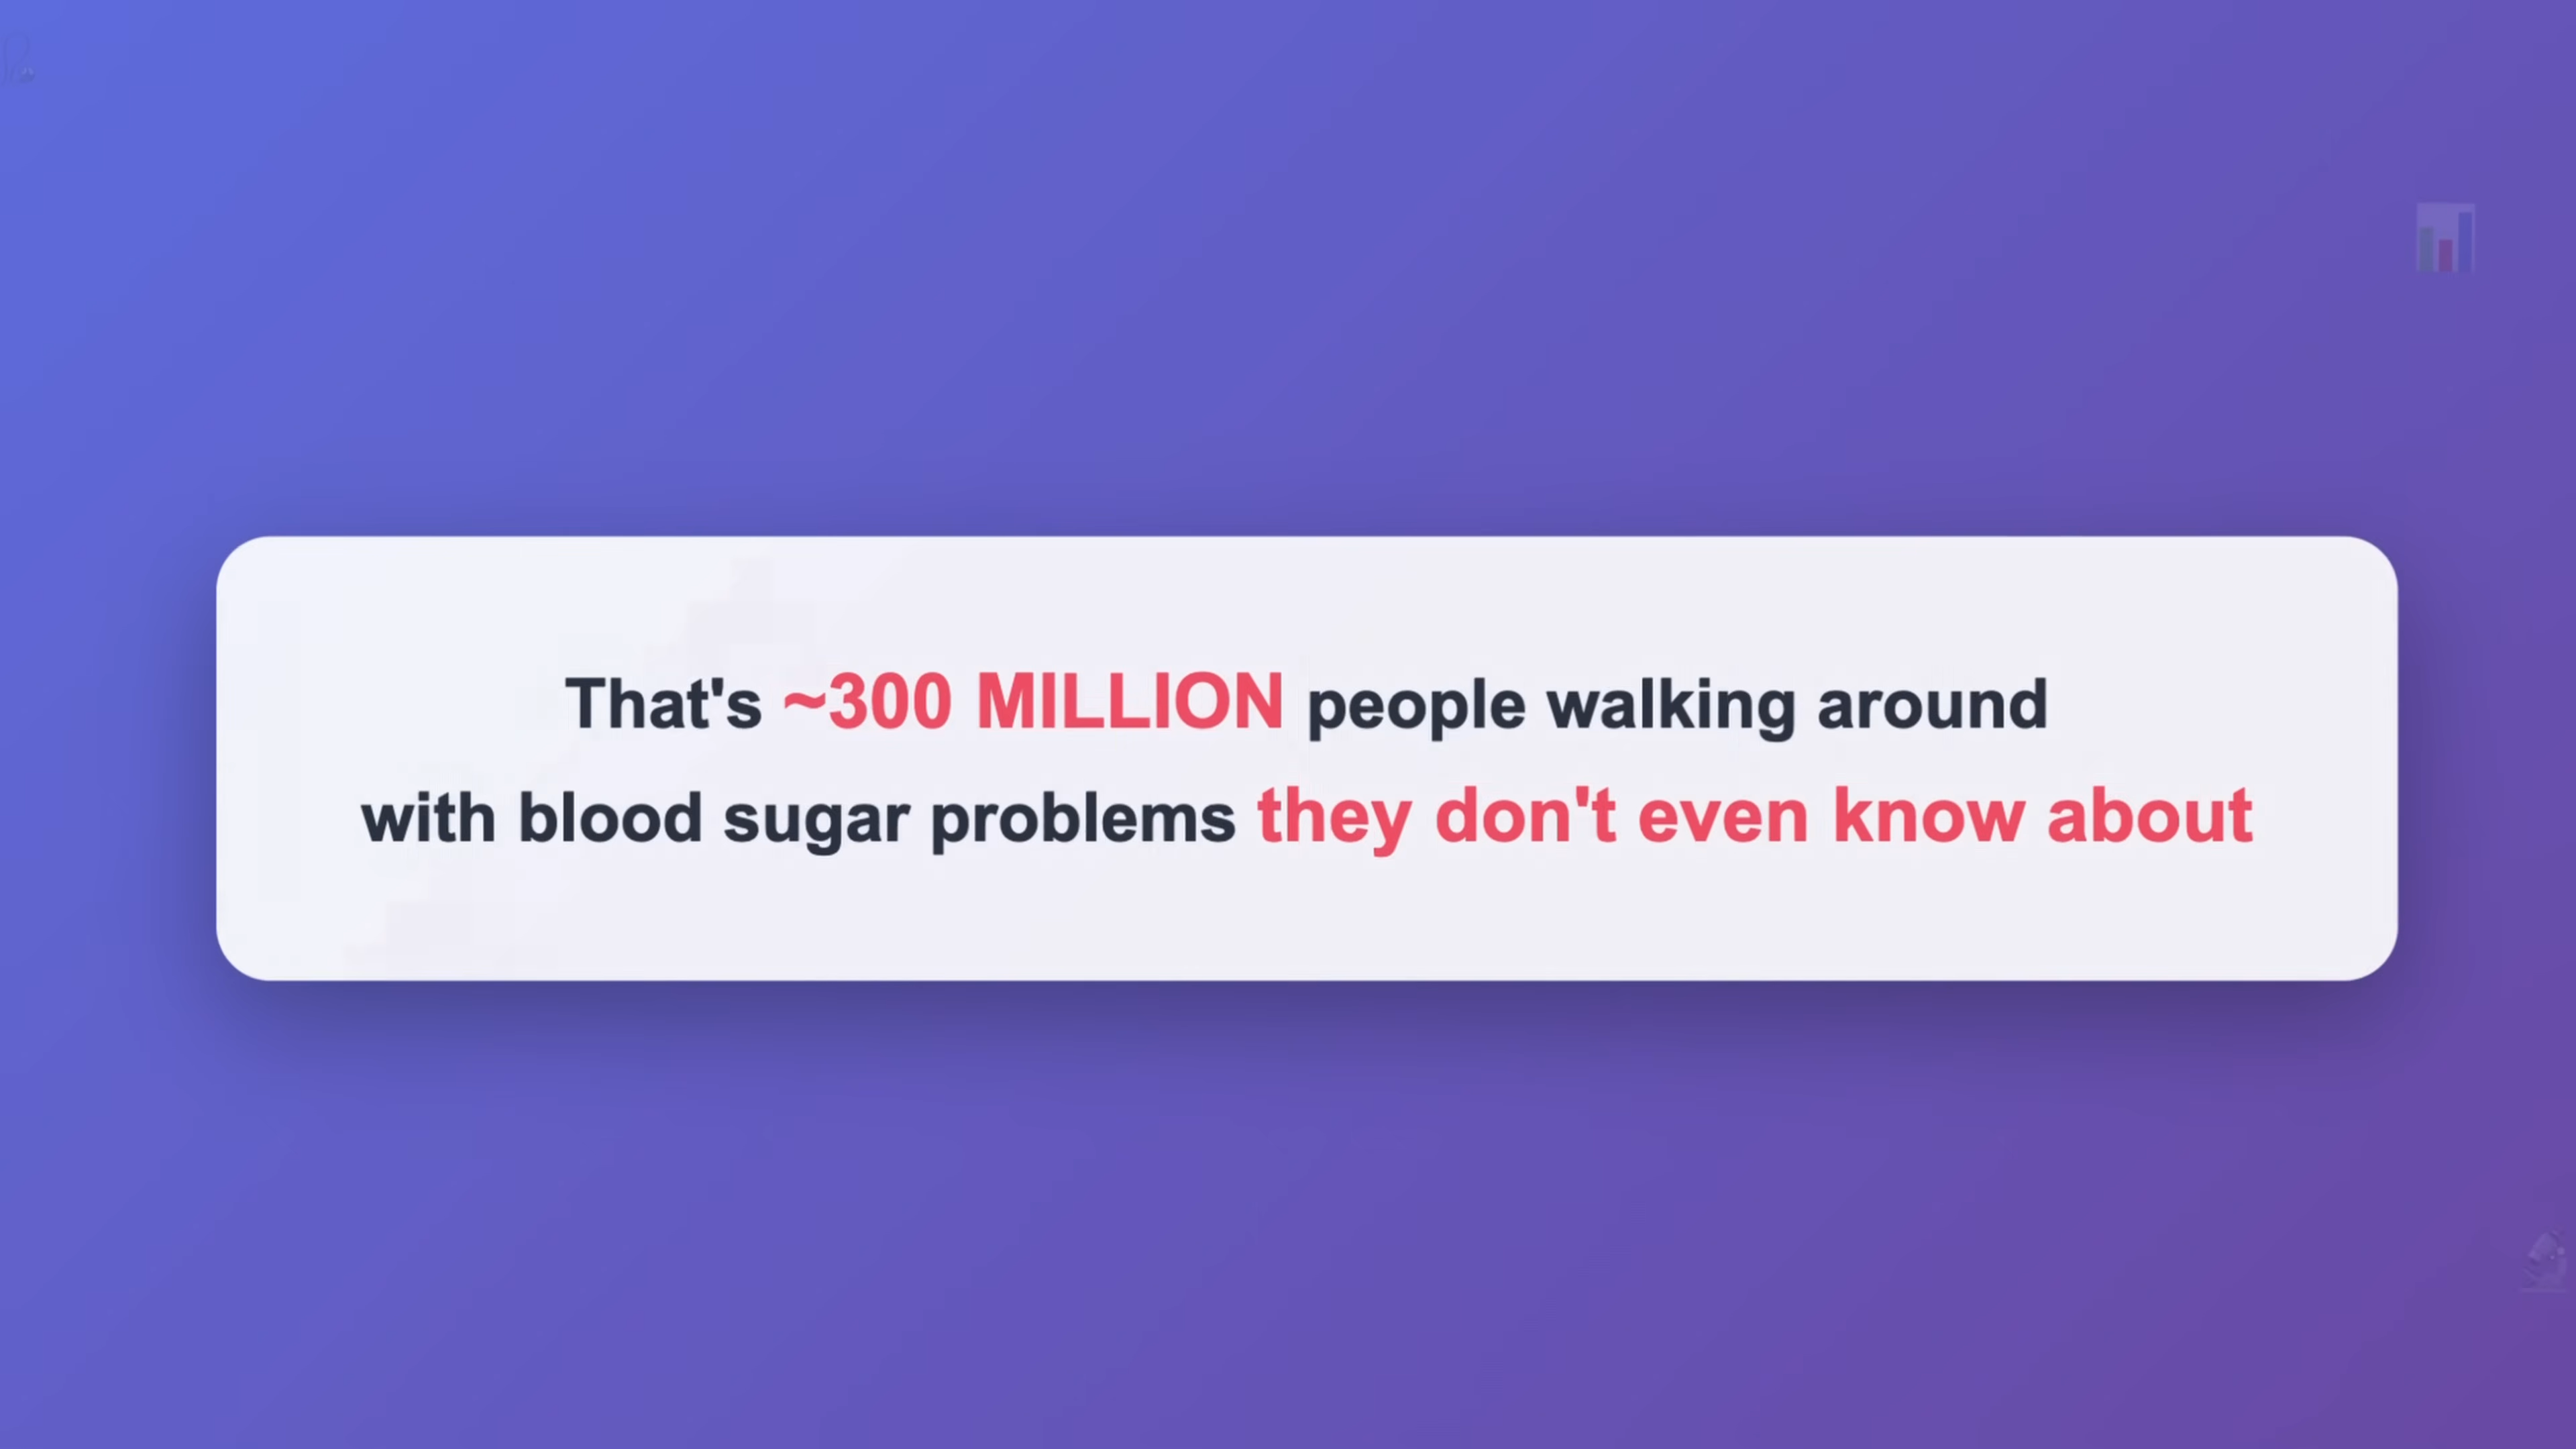 That's ~300 MILLION people walking around
with blood sugar problems they don't even know about